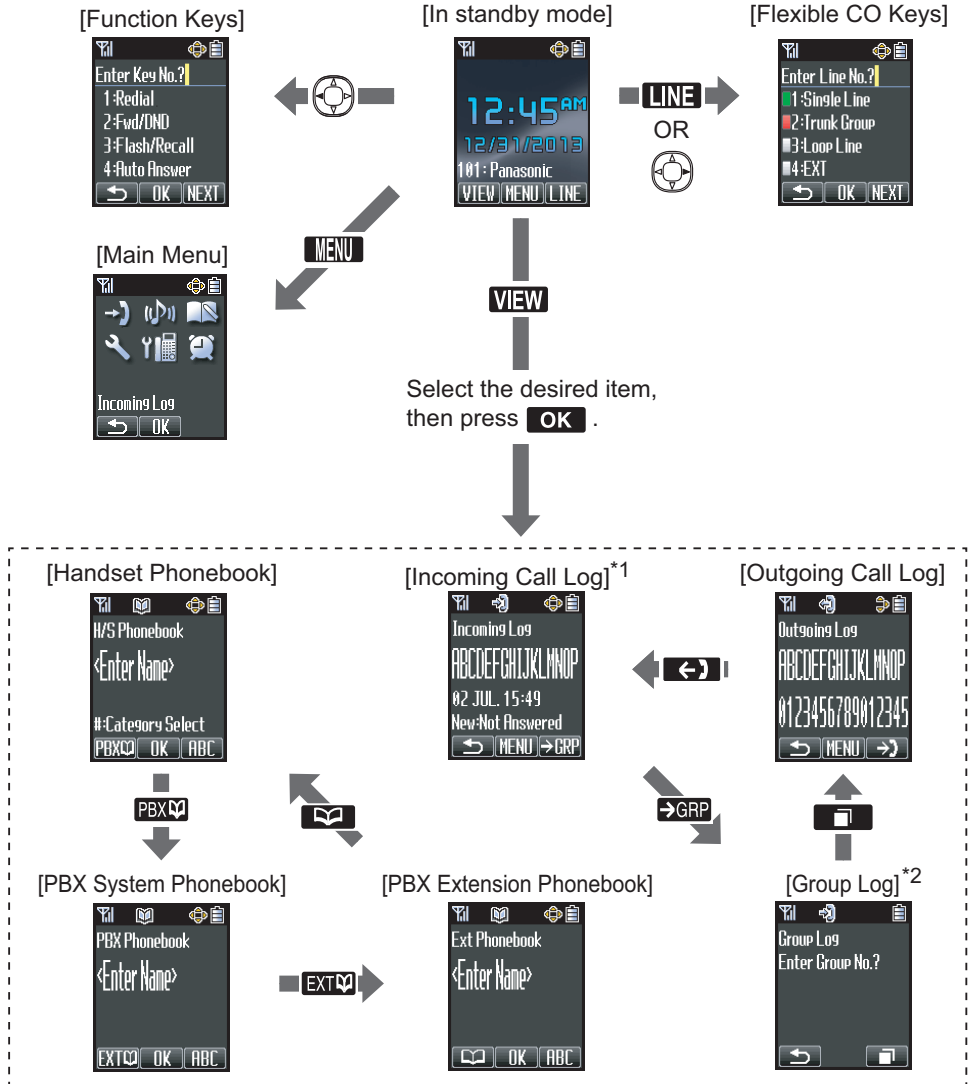 [Function Keys]
[In standby mode]
[Flexible CO Keys]
Enter Key No.?
1:Redial
2:Fwd/DND
3:Flash/Recall
4:Auto Answer
OK NEXT
12:45AM
12/31/2013
101: Panasonic
VIEW MENU LINE
LINE
OR
Enter Line No.?
1:Single Line
2:Trunk Group
3:Loop Line
4:EXT
OK NEXT
[Main Menu]
MENU
Incoming Log
OK
VIEW
Select the desired item,
then press OK .
[Handset Phonebook]
[Incoming Call Log]*1
[Outgoing Call Log]
H/S Phonebook
<Enter Name>
#:Category Select
PBX OK ABC
Incoming Log
ABCDEFGHIJKLMNOP
02 JUL. 15:49
New:Not Answered
MENU →GRP
Outgoing Log
ABCDEFGHIJKLMNOP
0123456789012345
MENU
PBX
→GRP
[PBX System Phonebook]
[PBX Extension Phonebook]
[Group Log]*2
PBX Phonebook
<Enter Name>
EXT OK ABC
EXT
Ext Phonebook
<Enter Name>
OK ABC
Group Log
Enter Group No.?